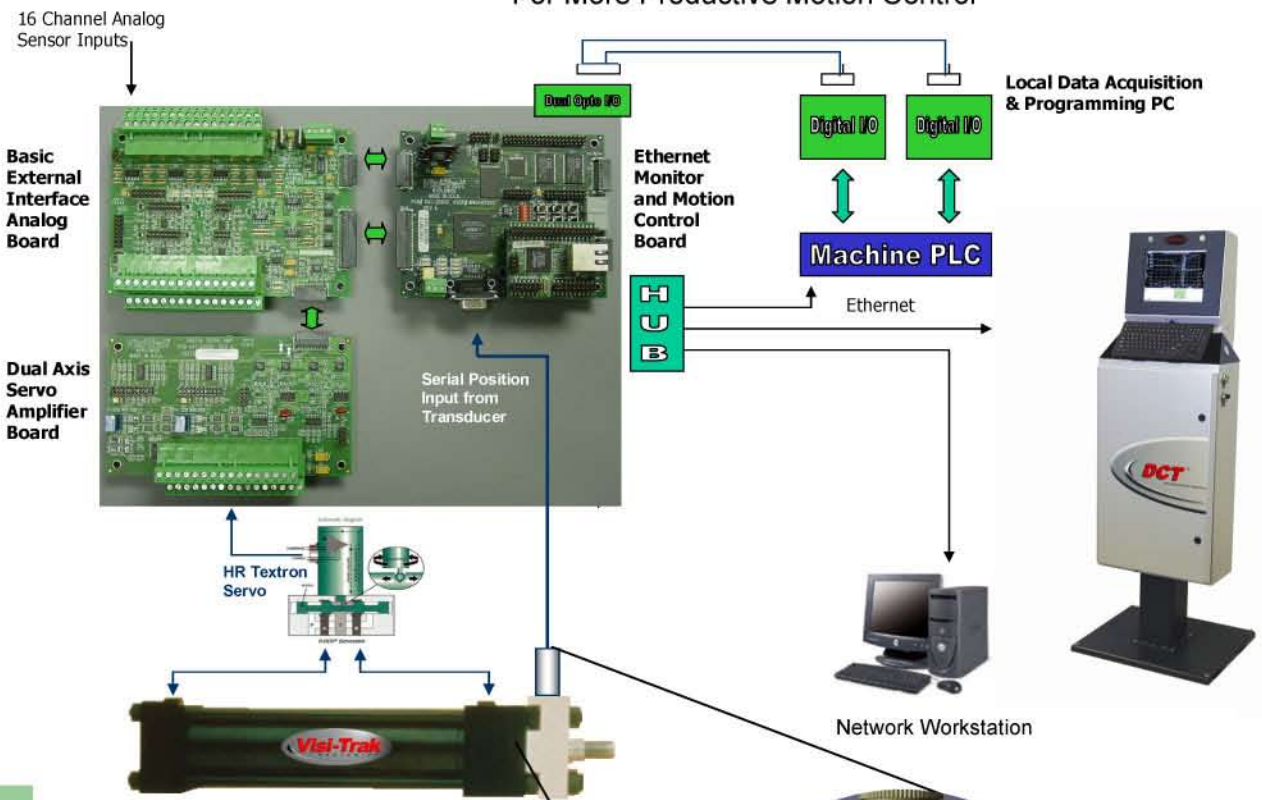 For More Productive Motion Control
16 Channel Analog
Sensor Inputs
Dual Opto I/O
Digital I/O
Digital I/O
Local Data Acquisition
& Programming PC
Basic
External
Interface
Analog
Board
Ethernet
Monitor
and Motion
Control
Board
Machine PLC
HUB
Ethernet
Dual Axis
Servo
Amplifier
Board
Serial Position
Input from
Transducer
DCT
HR Textron
Servo
Network Workstation
Visi-Trak